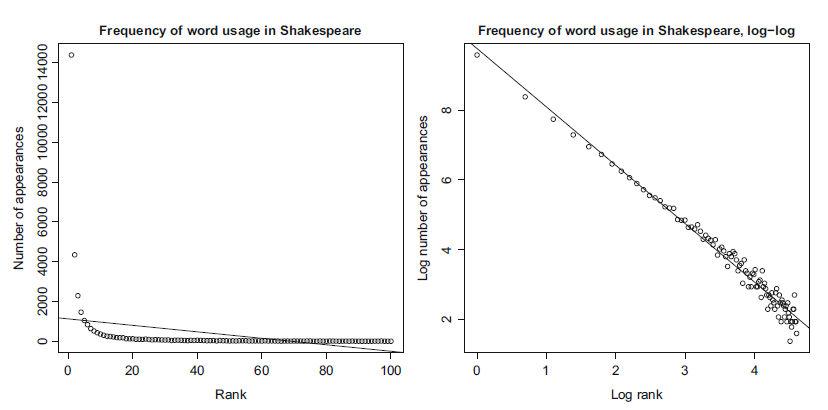 Frequency of word usage in Shakespeare
Number of appearances
0 2000 4000 6000 8000 10000 12000 14000
0 20 40 60 80 100
Rank
Frequency of word usage in Shakespeare, log−log
Log number of appearances
2 4 6 8
0 1 2 3 4
Log rank